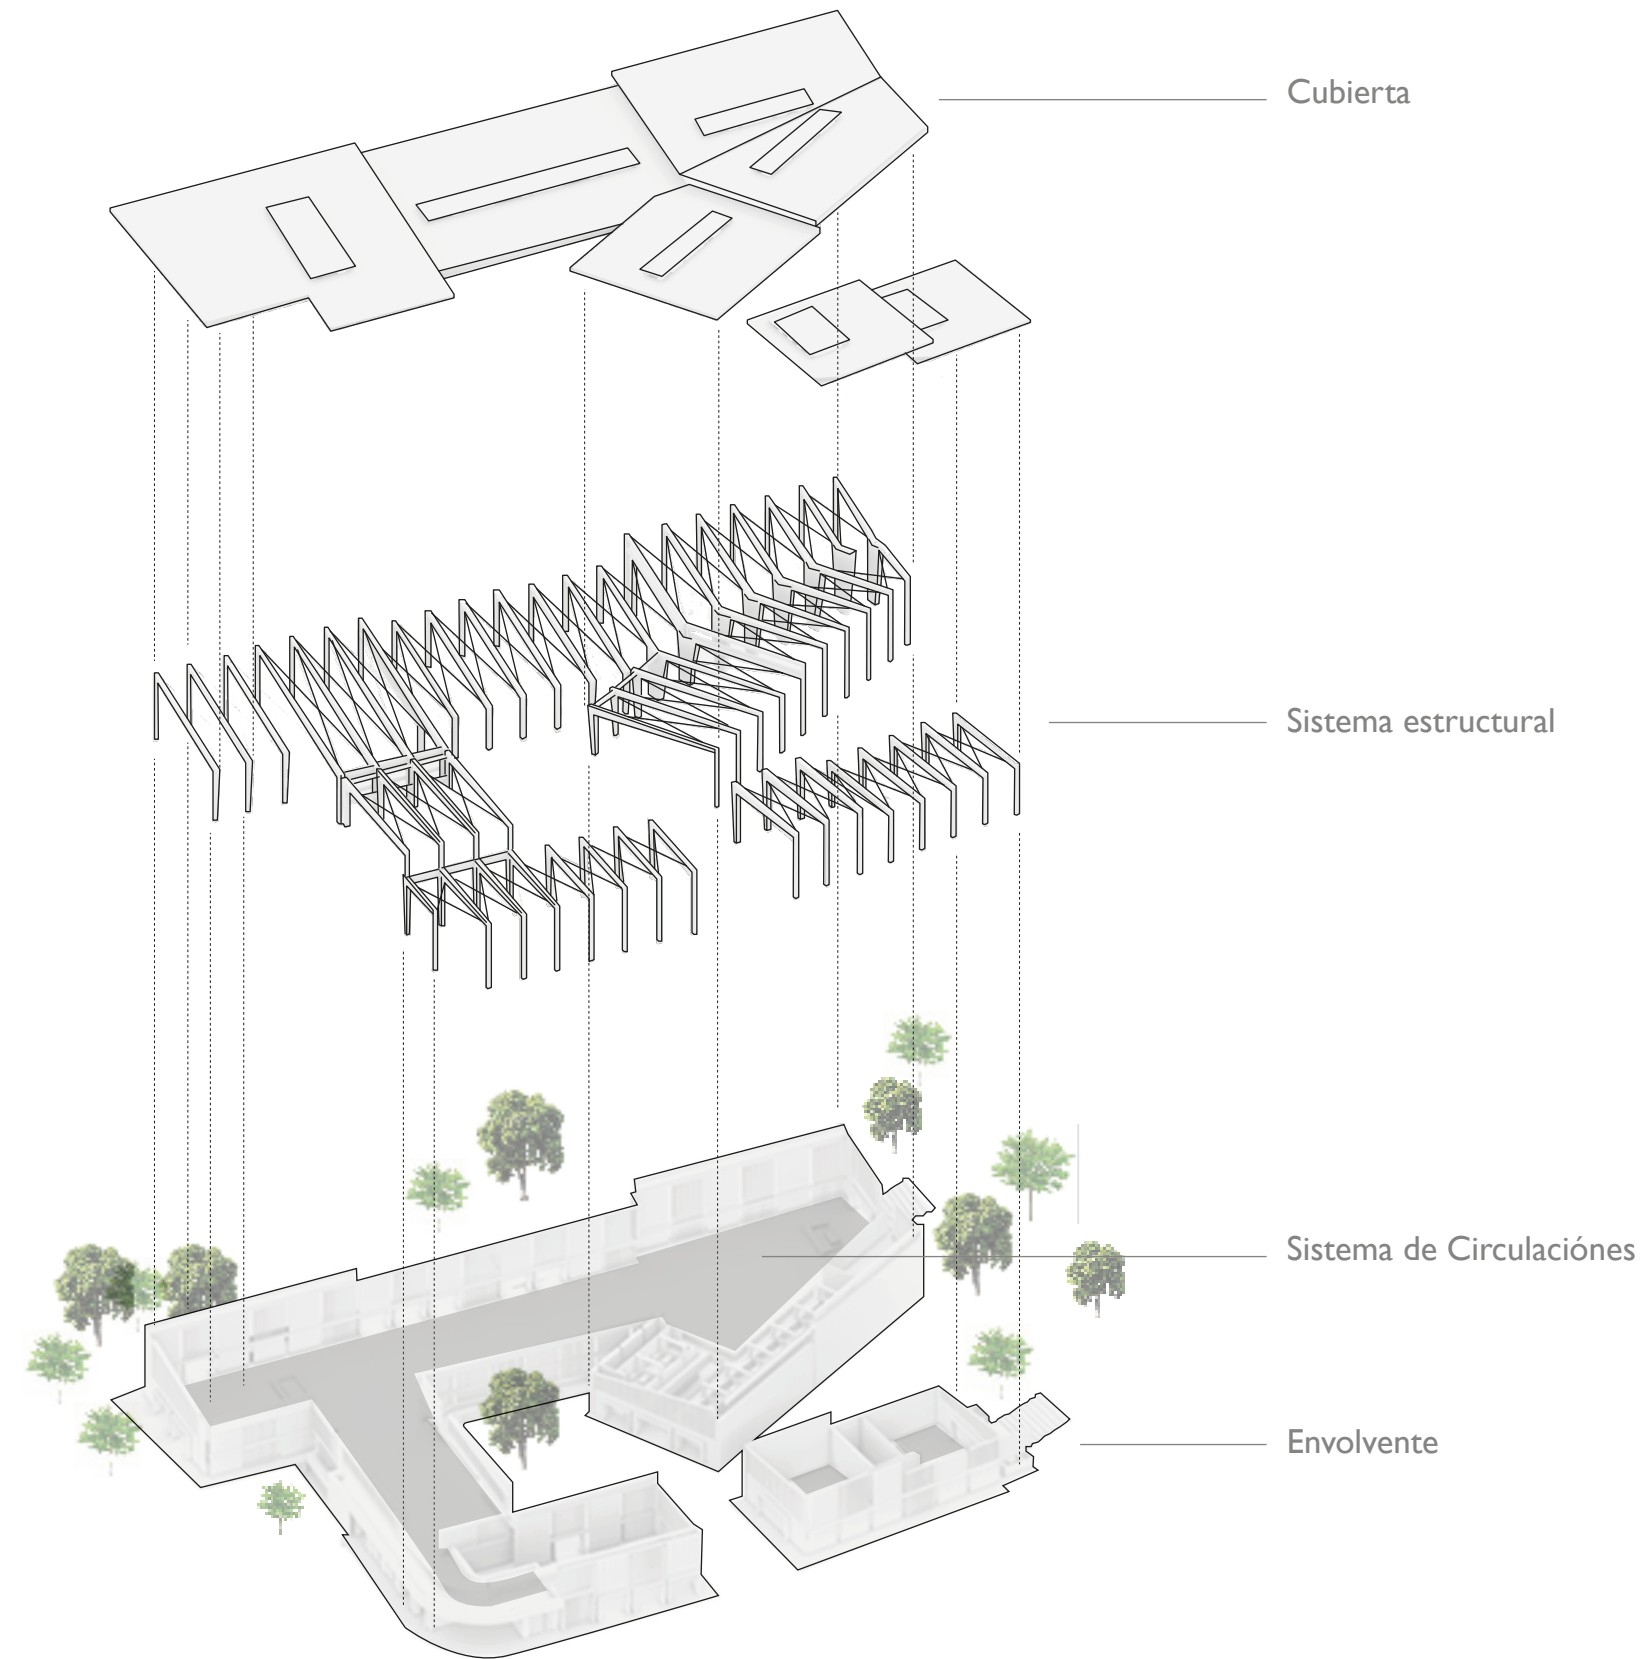 Cubierta
Sistema estructural
Sistema de Circulaciónes
Envolvente